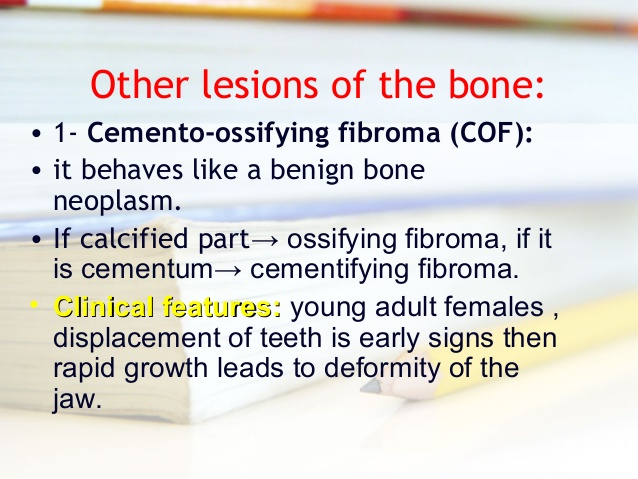 Other lesions of the bone:
• 1- Cemento-ossifying fibroma (COF):
• it behaves like a benign bone
neoplasm.
• If calcified part→ ossifying fibroma, if it
is cementum→ cementifying fibroma.
• Clinical features: young adult females ,
displacement of teeth is early signs then
rapid growth leads to deformity of the
jaw.